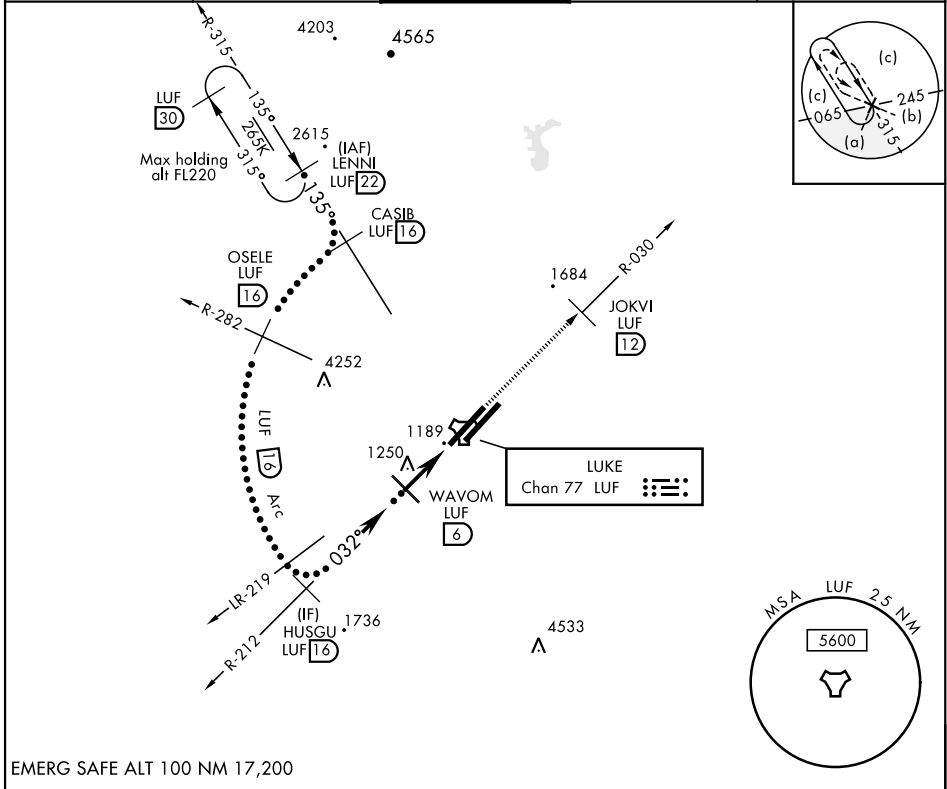 R-315
4203
4565
LUF
30
135°
265K
315°
Max holding
alt FL220
2615
(IAF)
LENNI
LUF 22
135°
CASIB
LUF 16
OSELE
LUF
16
R-282
4252
LUF
16
Arc
1684
R-030
JOKVI
LUF
12
1189
1250
WAVOM
LUF
6
LUKE
Chan 77 LUF
032°
LR-219
R-212
(IF)
HUSGU
LUF 16
1736
4533
(c)
(c)
245
065
(b)
(a)
315
MSA LUF 25 NM
5600
EMERG SAFE ALT 100 NM 17,200